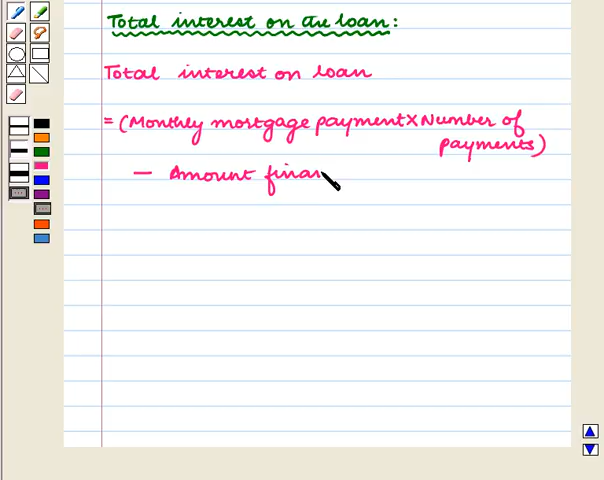 Total interest on the loan:
Total interest on loan
= (Monthly mortgage payment × Number of
payments)
— Amount finan